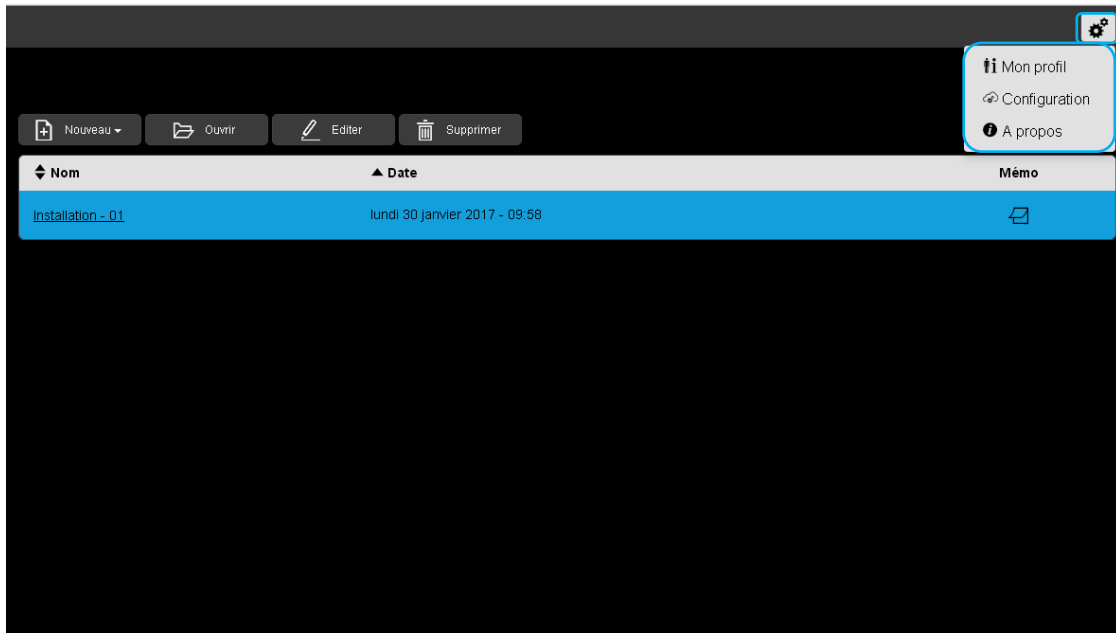 Mon profil
Configuration
A propos
Nouveau
Ouvrir
Editer
Supprimer
Nom
Date
Mémo
Installation - 01
lundi 30 janvier 2017 - 09:58